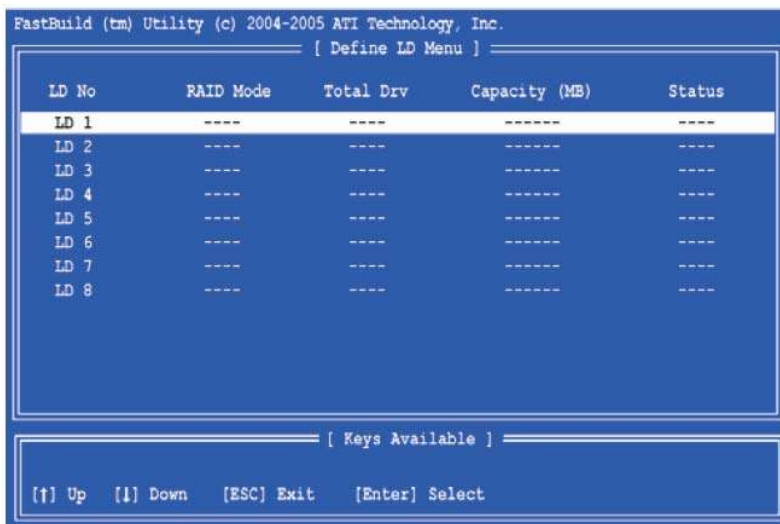 FastBuild (tm) Utility (c) 2004-2005 ATI Technology, Inc.
[ Define LD Menu ]
LD No RAID Mode Total Drv Capacity (MB) Status
LD 1 ---- ---- ------ ----
LD 2 ---- ---- ------ ----
LD 3 ---- ---- ------ ----
LD 4 ---- ---- ------ ----
LD 5 ---- ---- ------ ----
LD 6 ---- ---- ------ ----
LD 7 ---- ---- ------ ----
LD 8 ---- ---- ------ ----
[ Keys Available ]
[↑] Up [↓] Down [ESC] Exit [Enter] Select